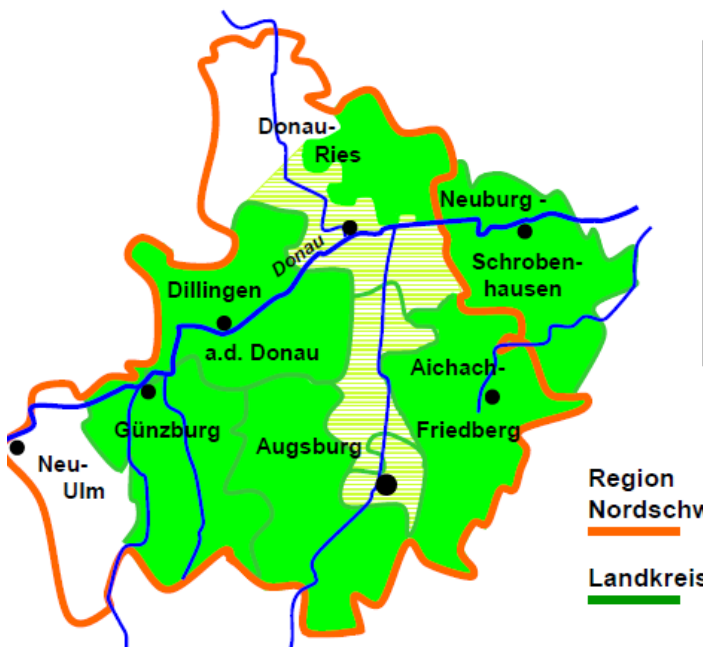 Donau-
Ries
Neuburg -
Schroben-
hausen
Donau
Dillingen
a.d. Donau
Aichach-
Friedberg
Günzburg
Augsburg
Neu-
Ulm
Region
Nordschw
Landkreis